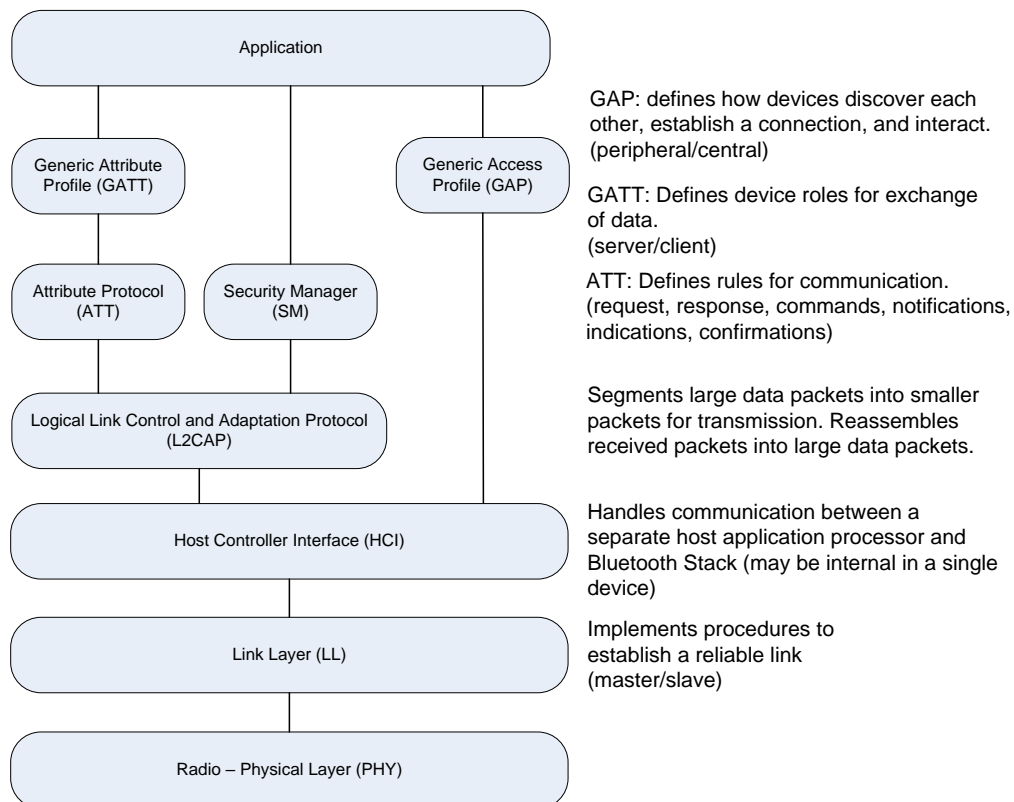 Application
GAP: defines how devices discover each
other, establish a connection, and interact.
(peripheral/central)
Generic Attribute
Profile (GATT)
Generic Access
Profile (GAP)
GATT: Defines device roles for exchange
of data.
(server/client)
Attribute Protocol
(ATT)
Security Manager
(SM)
ATT: Defines rules for communication.
(request, response, commands, notifications,
indications, confirmations)
Logical Link Control and Adaptation Protocol
(L2CAP)
Segments large data packets into smaller
packets for transmission. Reassembles
received packets into large data packets.
Host Controller Interface (HCI)
Handles communication between a
separate host application processor and
Bluetooth Stack (may be internal in a single
device)
Link Layer (LL)
Implements procedures to
establish a reliable link
(master/slave)
Radio – Physical Layer (PHY)